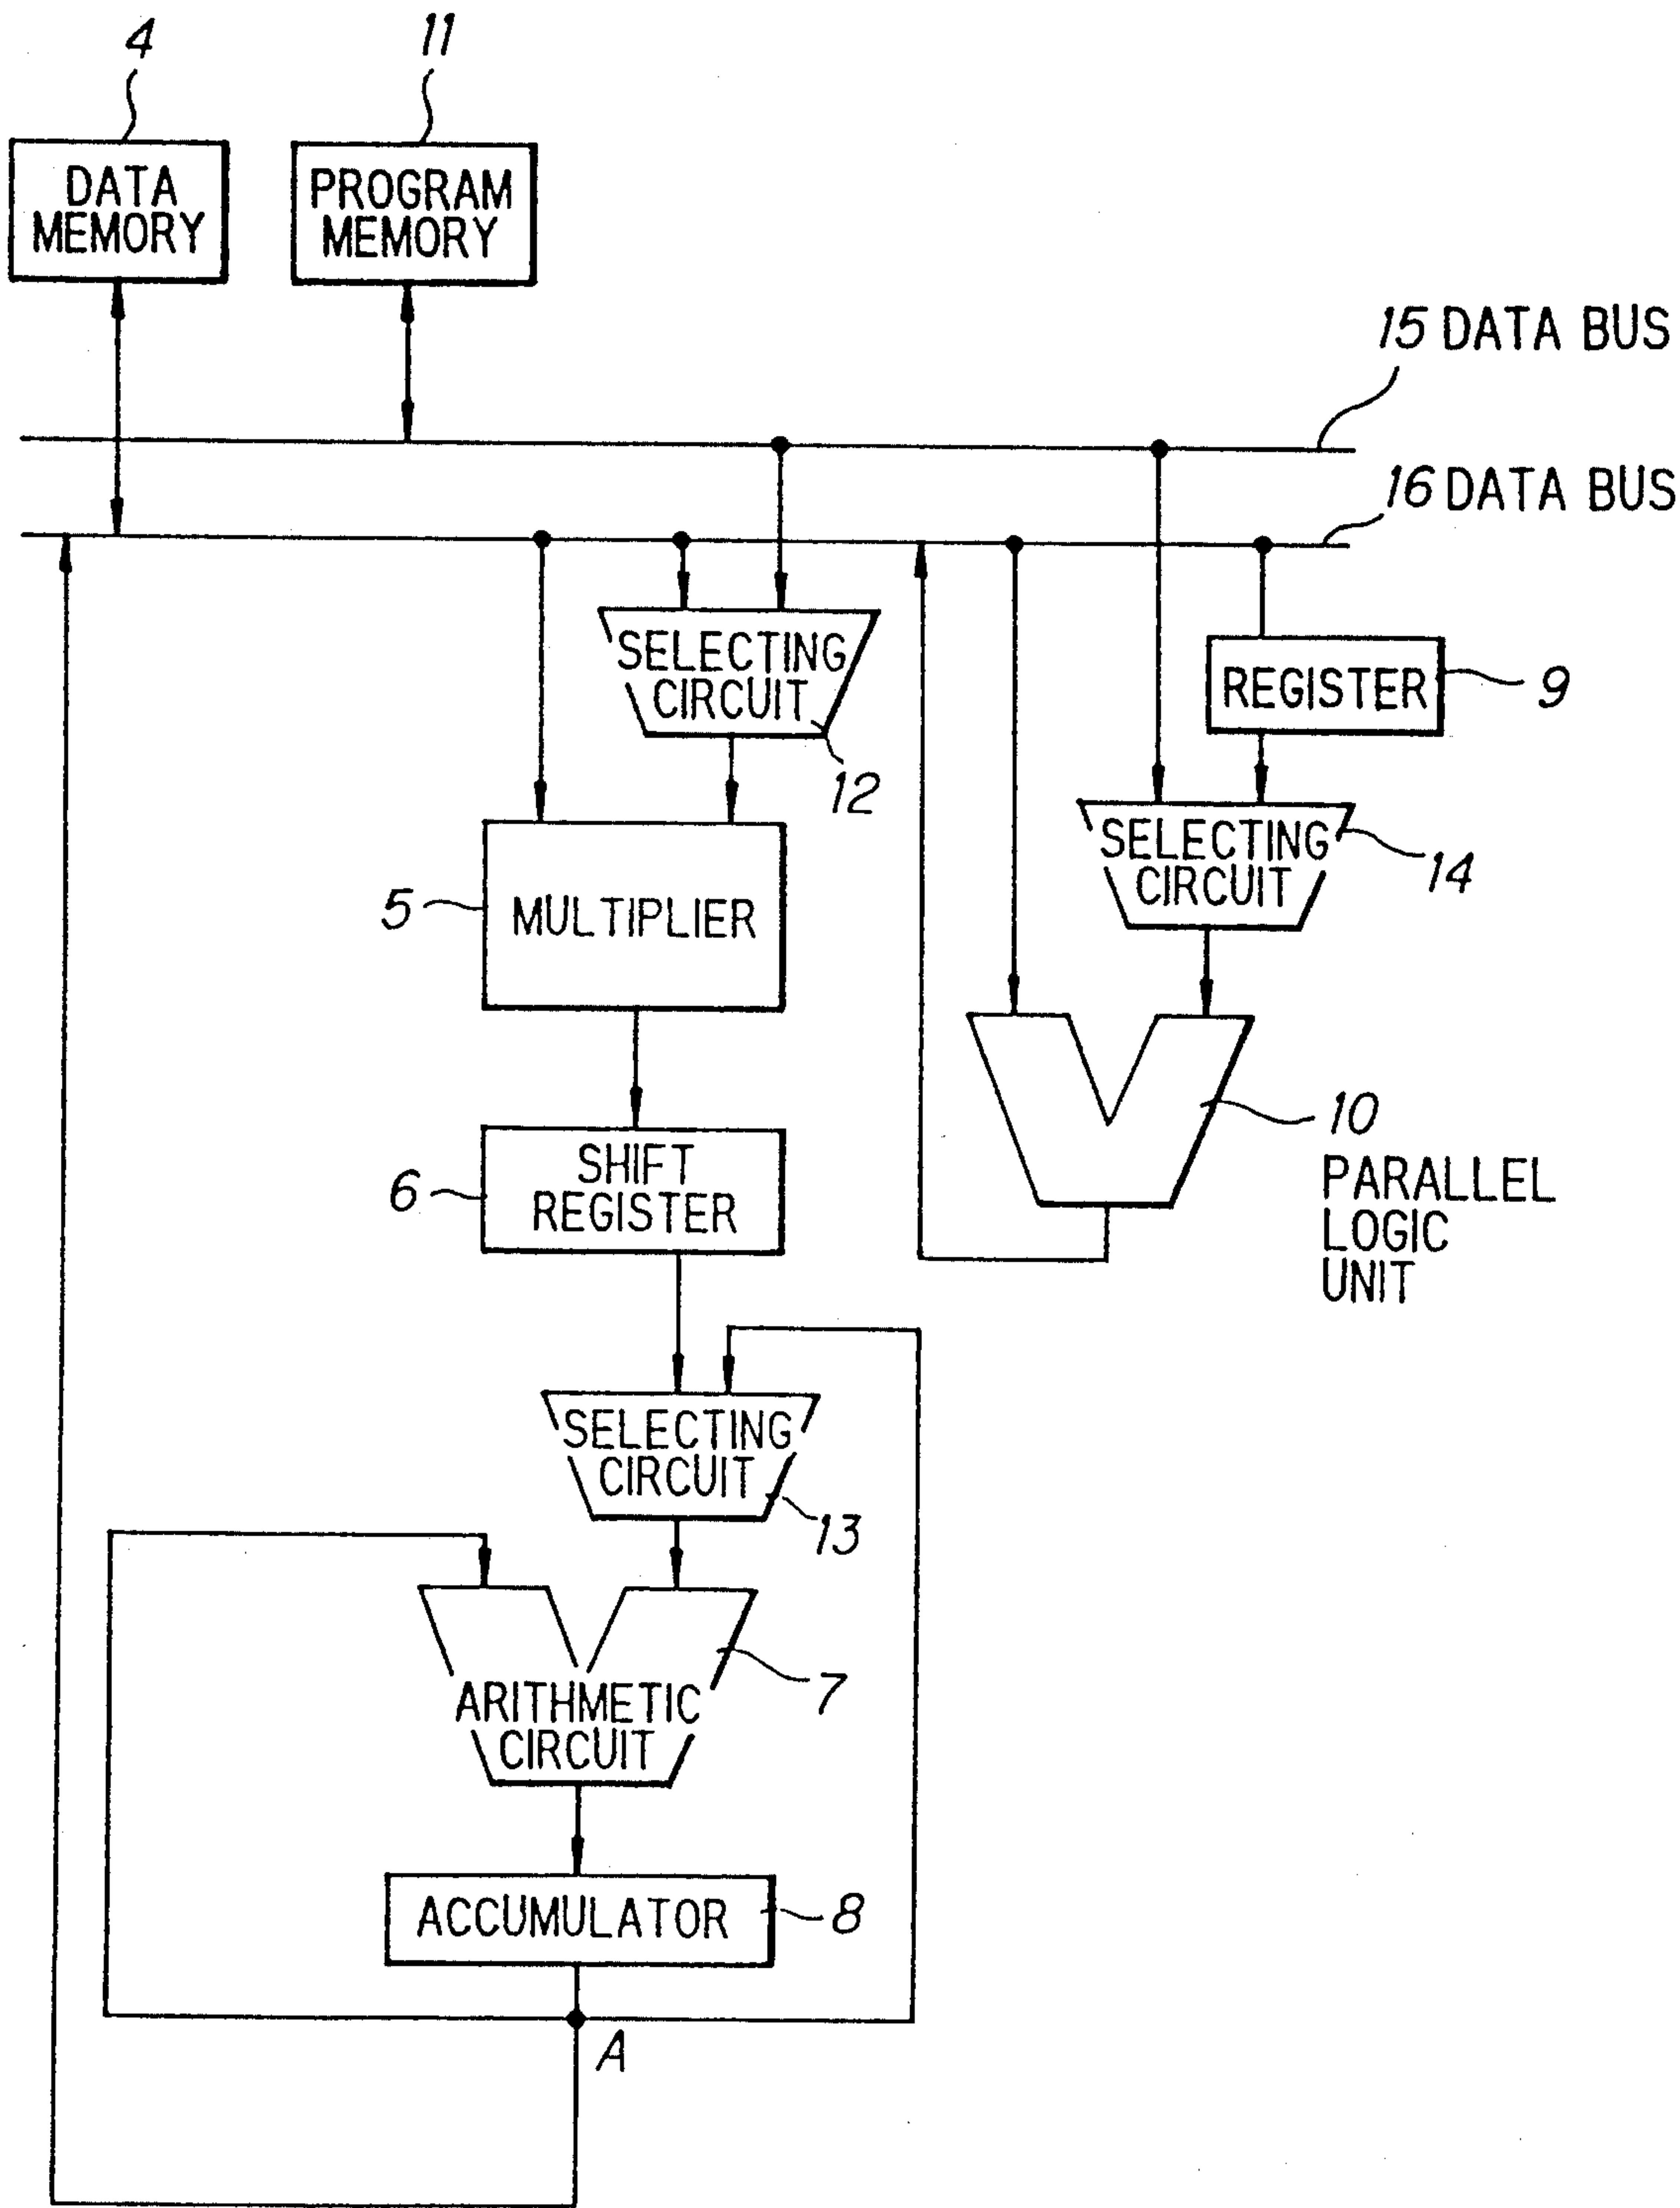 4
11
DATA
MEMORY
PROGRAM
MEMORY
15 DATA BUS
16 DATA BUS
SELECTING
CIRCUIT
12
REGISTER
9
SELECTING
CIRCUIT
14
5
MULTIPLIER
10
PARALLEL
LOGIC
UNIT
6
SHIFT
REGISTER
SELECTING
CIRCUIT
13
7
ARITHMETIC
CIRCUIT
ACCUMULATOR
8
A